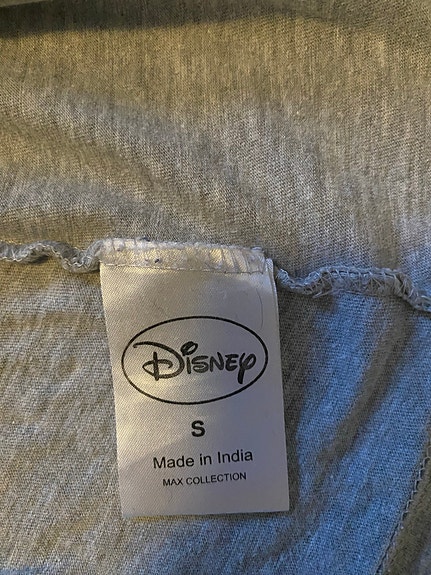 Disney
S
Made in India
MAX COLLECTION